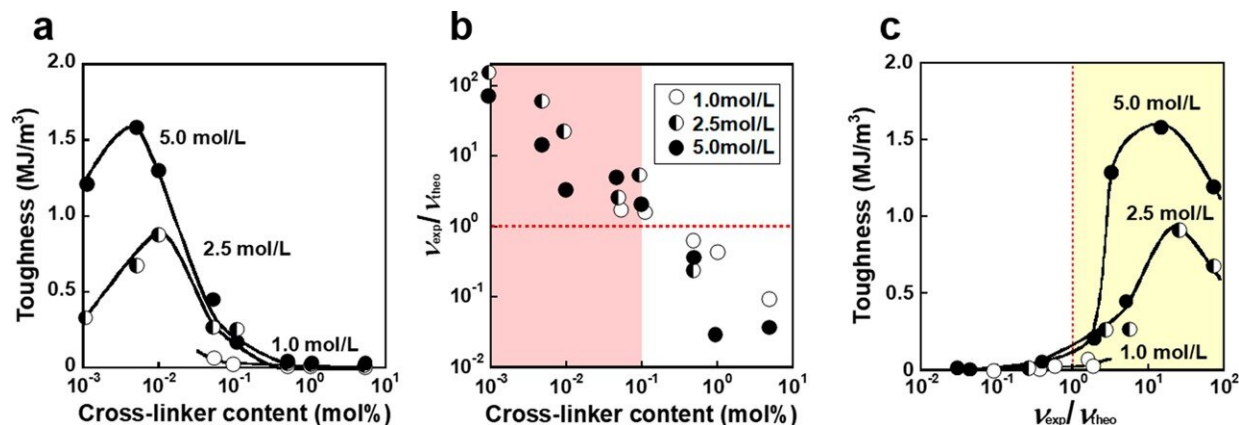 a
2.0
1.5
1.0
0.5
0
Toughness (MJ/m³)
5.0 mol/L
2.5 mol/L
1.0 mol/L
10⁻³ 10⁻² 10⁻¹ 10⁰ 10¹
Cross-linker content (mol%)
b
10²
10¹
10⁰
10⁻¹
10⁻²
νexp/νtheo
1.0mol/L
2.5mol/L
5.0mol/L
10⁻³ 10⁻² 10⁻¹ 10⁰ 10¹
Cross-linker content (mol%)
c
2.0
1.5
1.0
0.5
0
Toughness (MJ/m³)
5.0 mol/L
2.5 mol/L
1.0 mol/L
10⁻² 10⁻¹ 10⁰ 10¹ 10²
νexp/νtheo